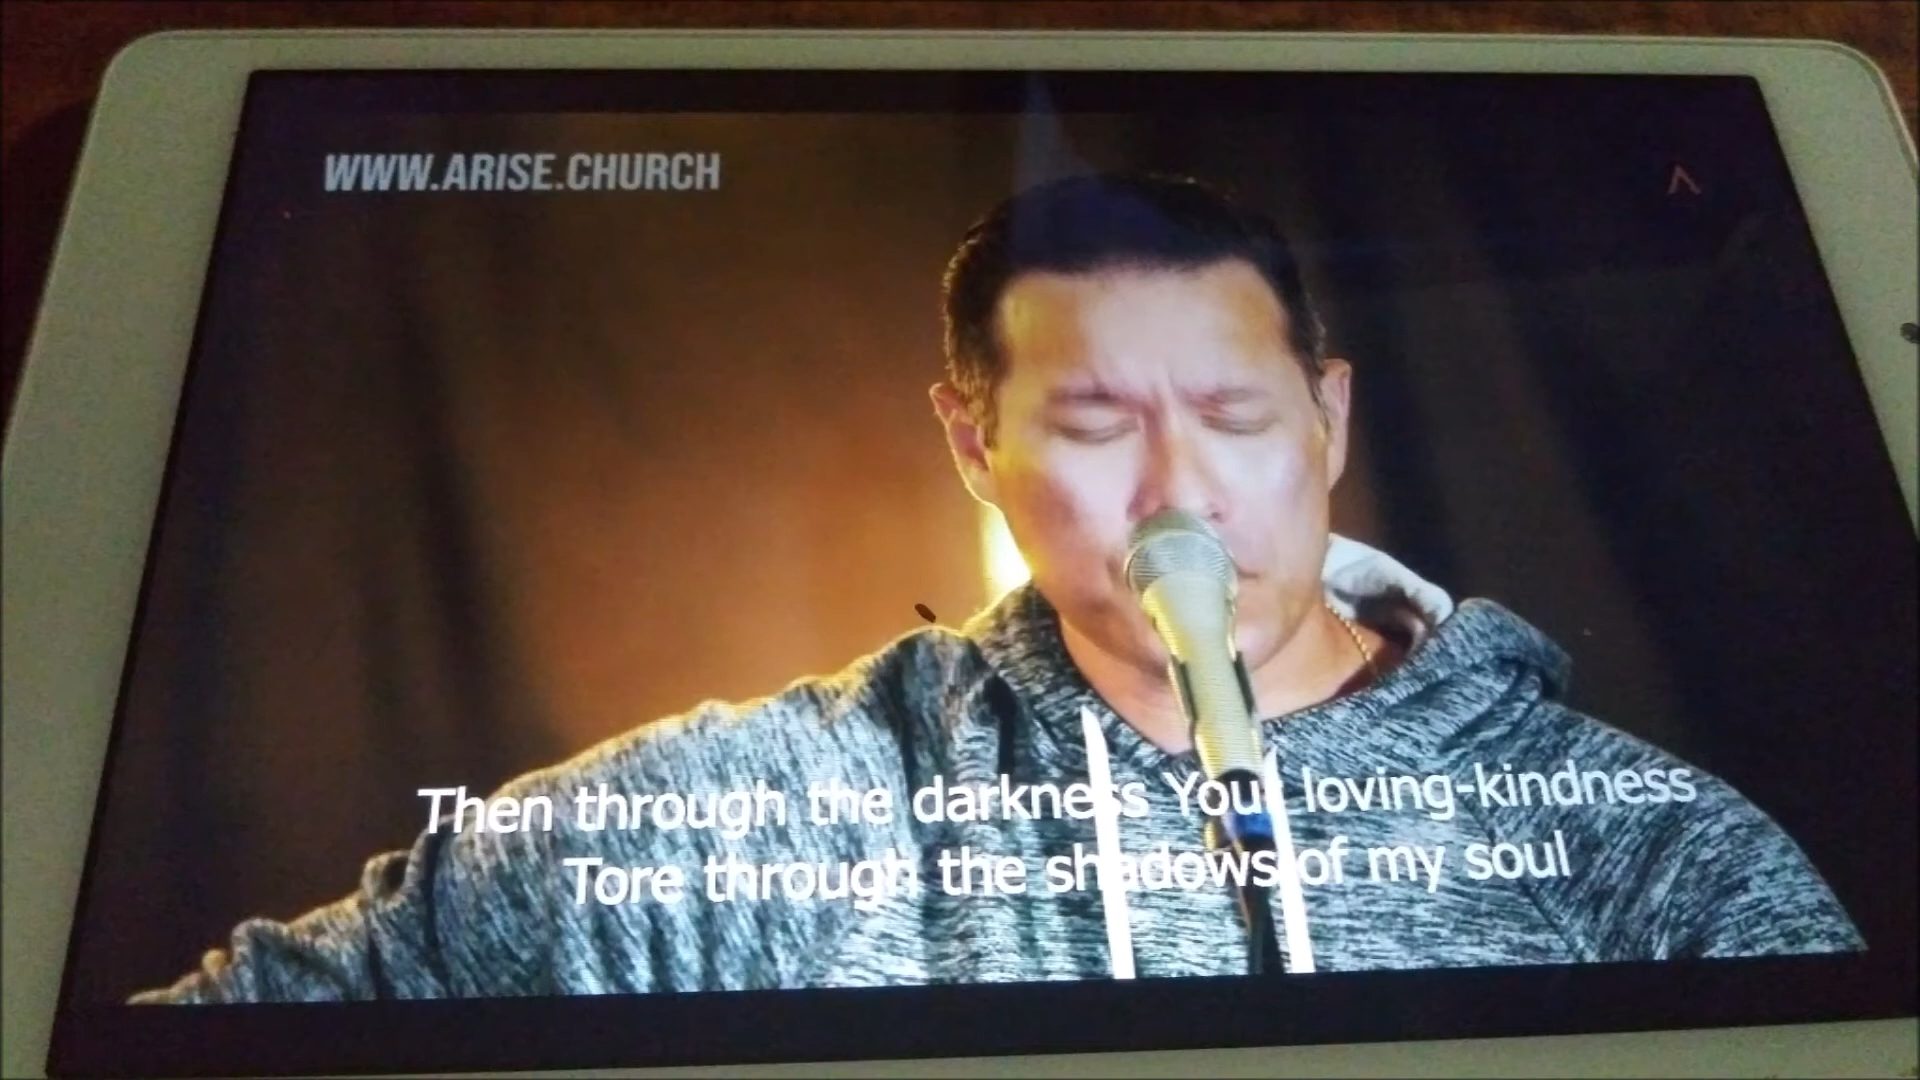 WWW.ARISE.CHURCH
Then through the darkness Your loving-kindness
Tore through the shadows of my soul